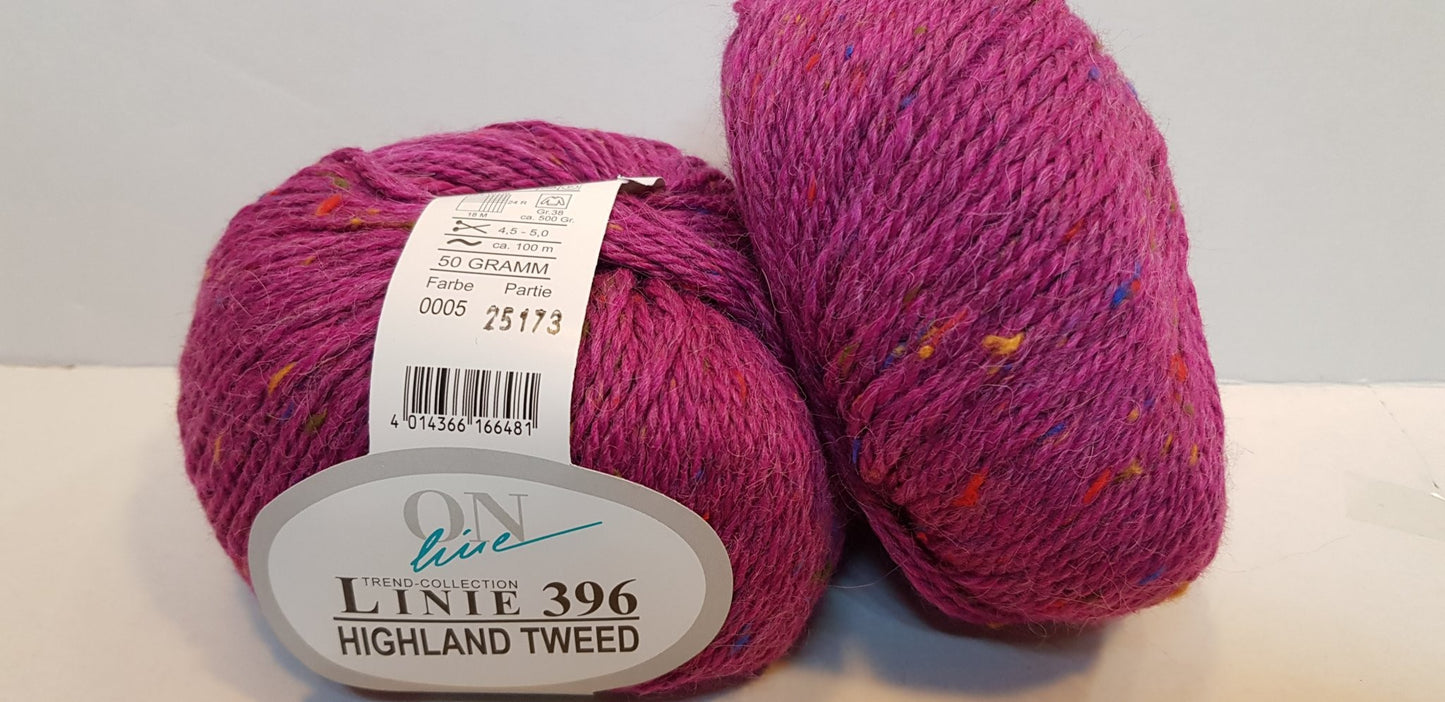 24 R
18 M
Gr.38
ca. 500 Gr.
4,5 - 5,0
ca. 100 m
50 GRAMM
Farbe Partie
0005 25173
4 014366 166481
ON
line
TREND-COLLECTION
LINIE 396
HIGHLAND TWEED